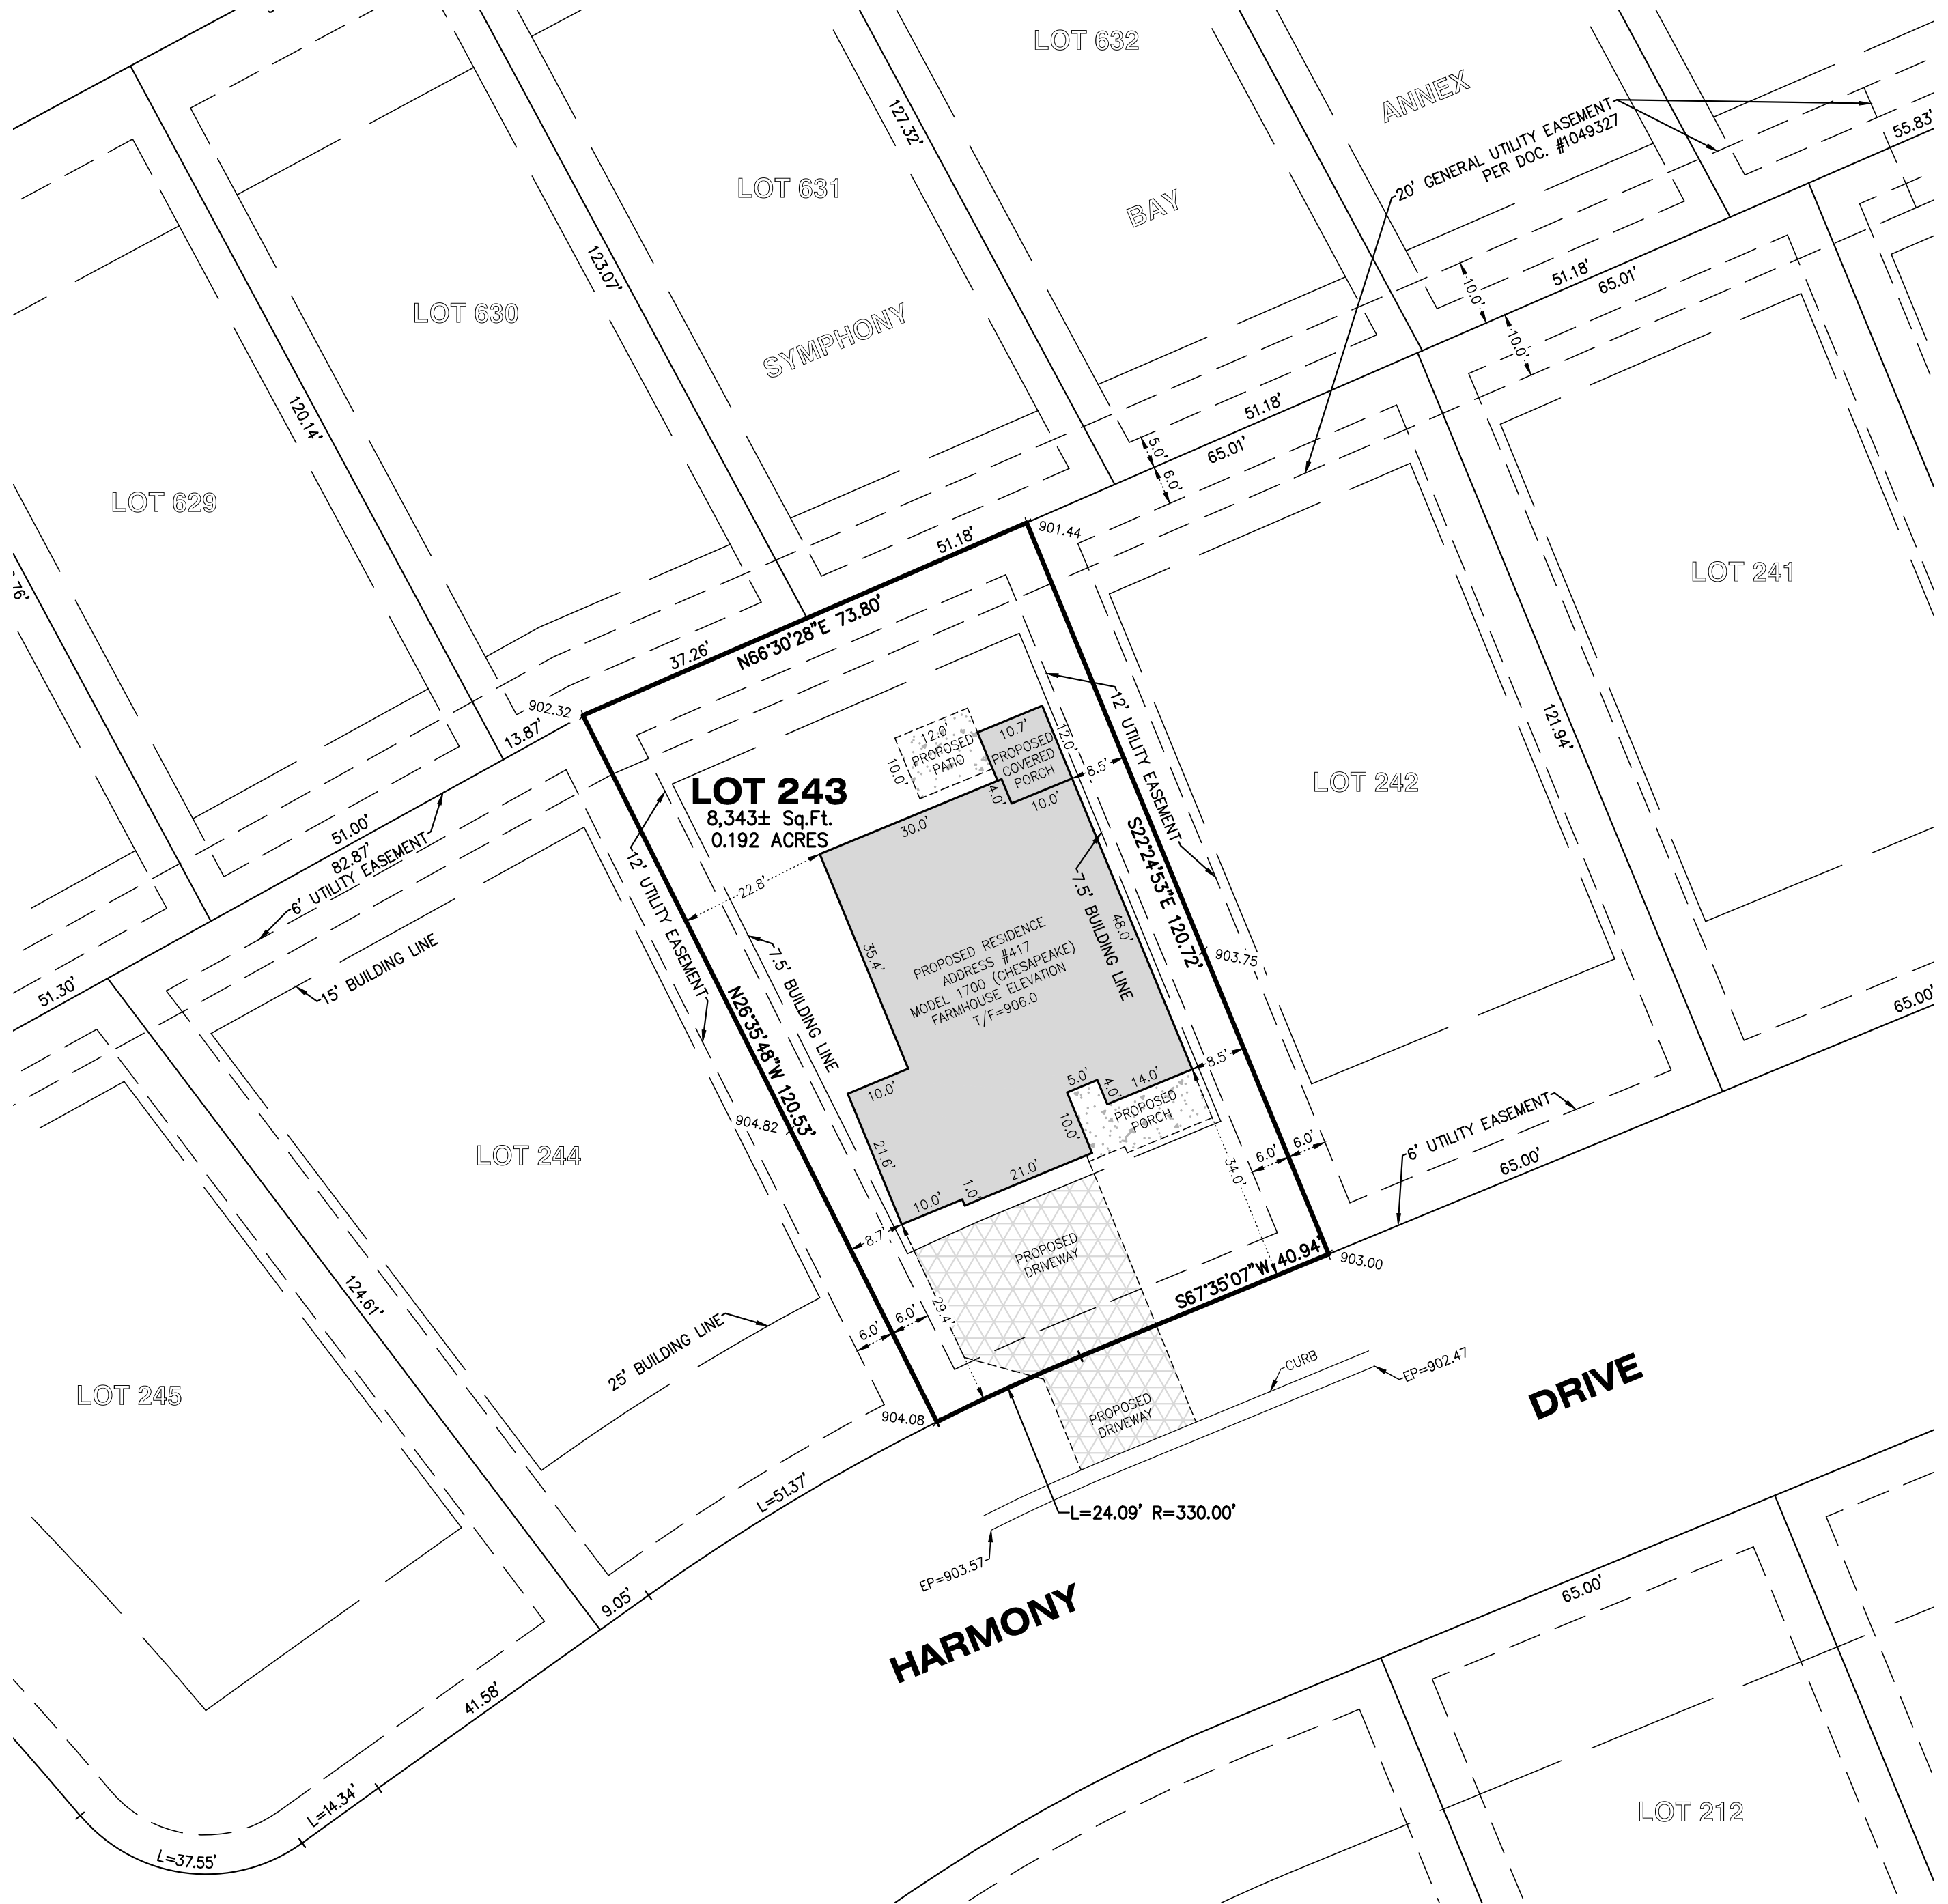 LOT 632
ANNEX
127.32'
20' GENERAL UTILITY EASEMENT
PER DOC. #1049327
55.83'
LOT 631
BAY
123.07'
51.18'
65.01'
10.0'
10.0'
LOT 630
SYMPHONY
120.14'
51.18'
65.01'
5.0'
6.0'
LOT 629
76'
51.18'
901.44
LOT 241
37.26'
N66°30'28"E 73.80'
902.32
13.87'
12' UTILITY EASEMENT
121.94'
12.0'
PROPOSED
PATIO
10.0'
10.7'
PROPOSED
COVERED
PORCH
12.0'
8.5'
4.0'
10.0'
LOT 242
LOT 243
8,343± Sq.Ft.
0.192 ACRES
30.0'
51.00'
82.87'
6' UTILITY EASEMENT
12' UTILITY EASEMENT
22.8'
S22°24'53"E 120.72'
7.5' BUILDING LINE
48.0'
15' BUILDING LINE
51.30'
7.5' BUILDING LINE
35.4'
PROPOSED RESIDENCE
ADDRESS #417
MODEL 1700 (CHESAPEAKE)
FARMHOUSE ELEVATION
T/F=906.0
903.75
65.00'
N26°35'48"W 120.53'
10.0'
5.0'
4.0'
14.0'
8.5'
904.82
LOT 244
21.6'
10.0'
PROPOSED
PORCH
6' UTILITY EASEMENT
65.00'
6.0'
6.0'
34.0'
10.0'
1.0'
21.0'
8.7'
PROPOSED
DRIVEWAY
S67°35'07"W 40.94'
903.00
124.61'
25' BUILDING LINE
6.0'
6.0'
29.4'
CURB
EP=902.47
DRIVE
LOT 245
904.08
PROPOSED
DRIVEWAY
L=51.37'
L=24.09' R=330.00'
EP=903.57
HARMONY
9.05'
65.00'
41.58'
L=14.34'
L=37.55'
LOT 212